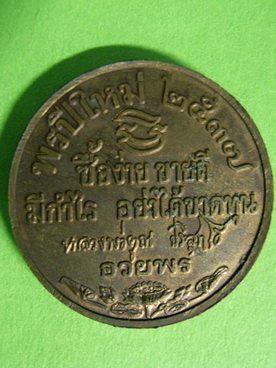 พรปีใหม่ ๒๕๓๗
ซื้อง่าย ขายดี
มีกำไร อย่าได้ขาดทุน
หลวงพ่อคูณ ปริสุทฺโธ
อวยพร